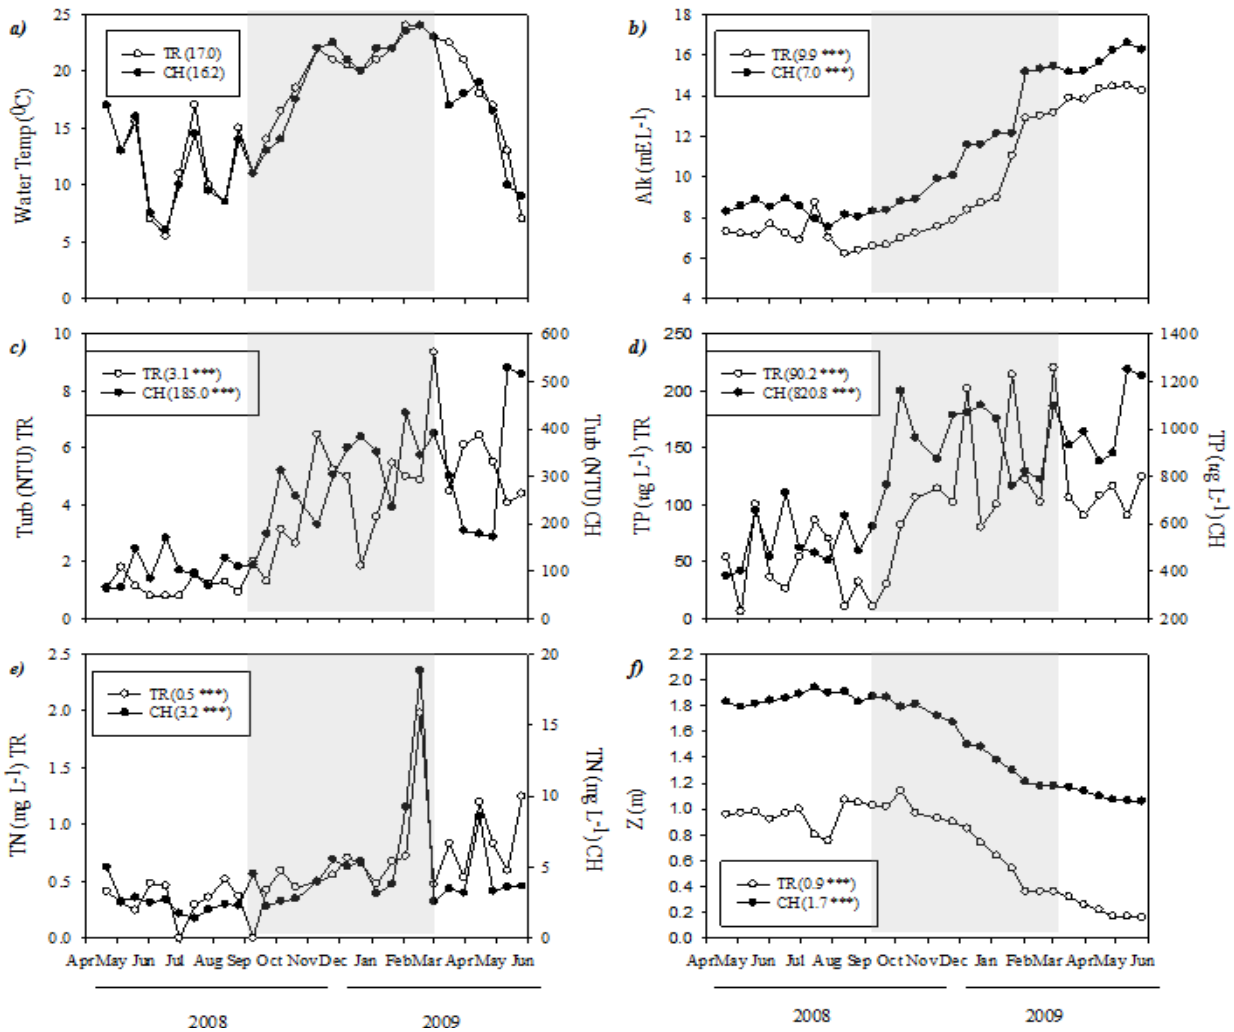 a)
25
20
15
10
5
0
Water Temp (⁰C)
TR (17.0)
CH (16.2)
b)
18
16
14
12
10
8
6
4
Alk (mEL⁻¹)
TR (9.9 ***)
CH (7.0 ***)
c)
10
8
6
4
2
0
Tub (NTU) TR
TR (3.1 ***)
CH (185.0 ***)
600
500
400
300
200
100
0
Tub (NTU) CH
d)
250
200
150
100
50
0
TP (ug L⁻¹) TR
TR (90.2 ***)
CH (820.8 ***)
1400
1200
1000
800
600
400
200
TP (ug L⁻¹) CH
e)
2.5
2.0
1.5
1.0
0.5
0.0
TN (mg L⁻¹) TR
TR (0.5 ***)
CH (3.2 ***)
20
15
10
5
0
TN (mg L⁻¹) CH
f)
2.2
2.0
1.8
1.6
1.4
1.2
1.0
0.8
0.6
0.4
0.2
0.0
Z (m)
TR (0.9 ***)
CH (1.7 ***)
Apr May Jun Jul Aug Sep Oct Nov Dec Jan Feb Mar Apr May Jun
2008 2009
Apr May Jun Jul Aug Sep Oct Nov Dec Jan Feb Mar Apr May Jun
2008 2009